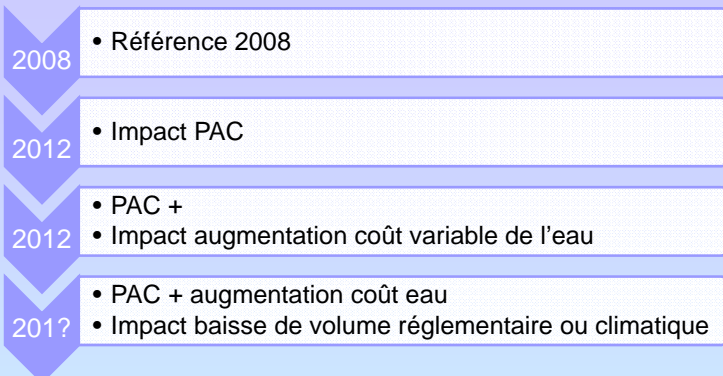 2008
• Référence 2008
2012
• Impact PAC
2012
• PAC +
• Impact augmentation coût variable de l'eau
201?
• PAC + augmentation coût eau
• Impact baisse de volume réglementaire ou climatique